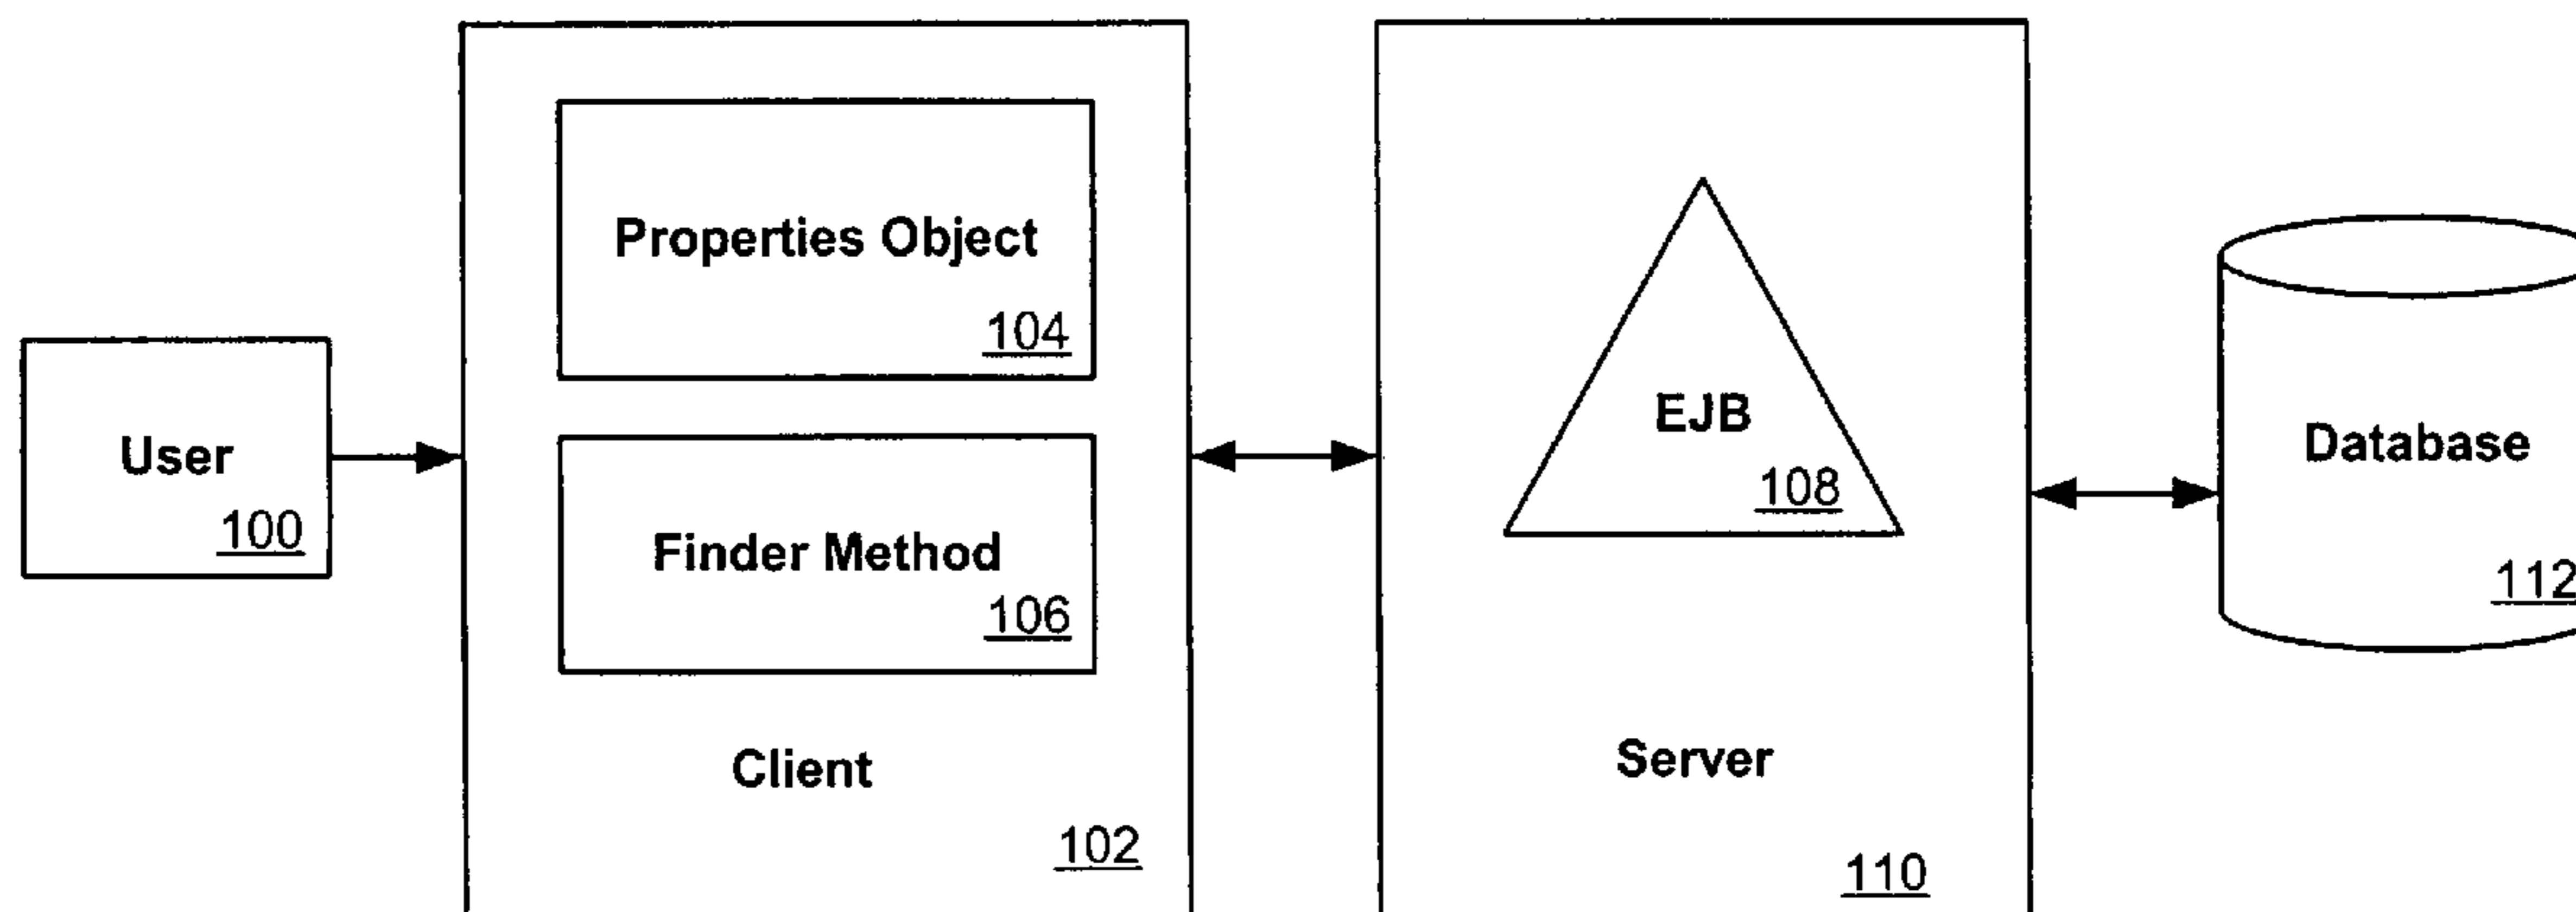 User
100
Properties Object
104
Finder Method
106
Client
102
EJB
108
Server
110
Database
112